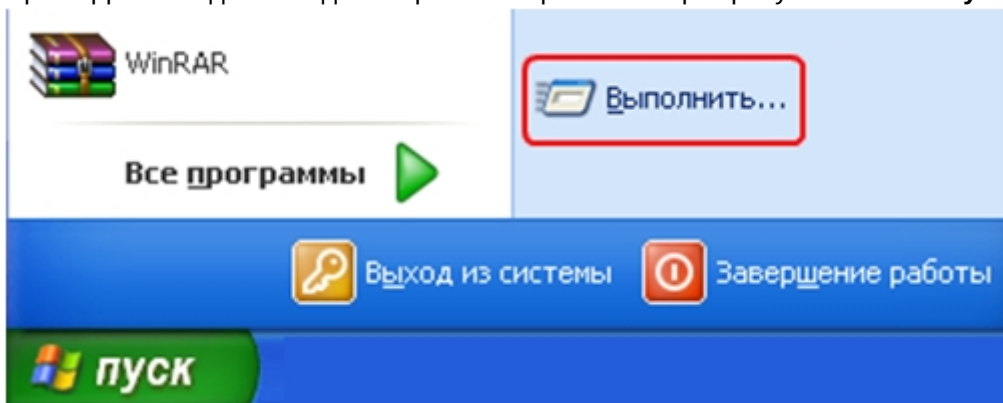 WinRAR
Выполнить...
Все программы
Выход из системы
Завершение работы
пуск